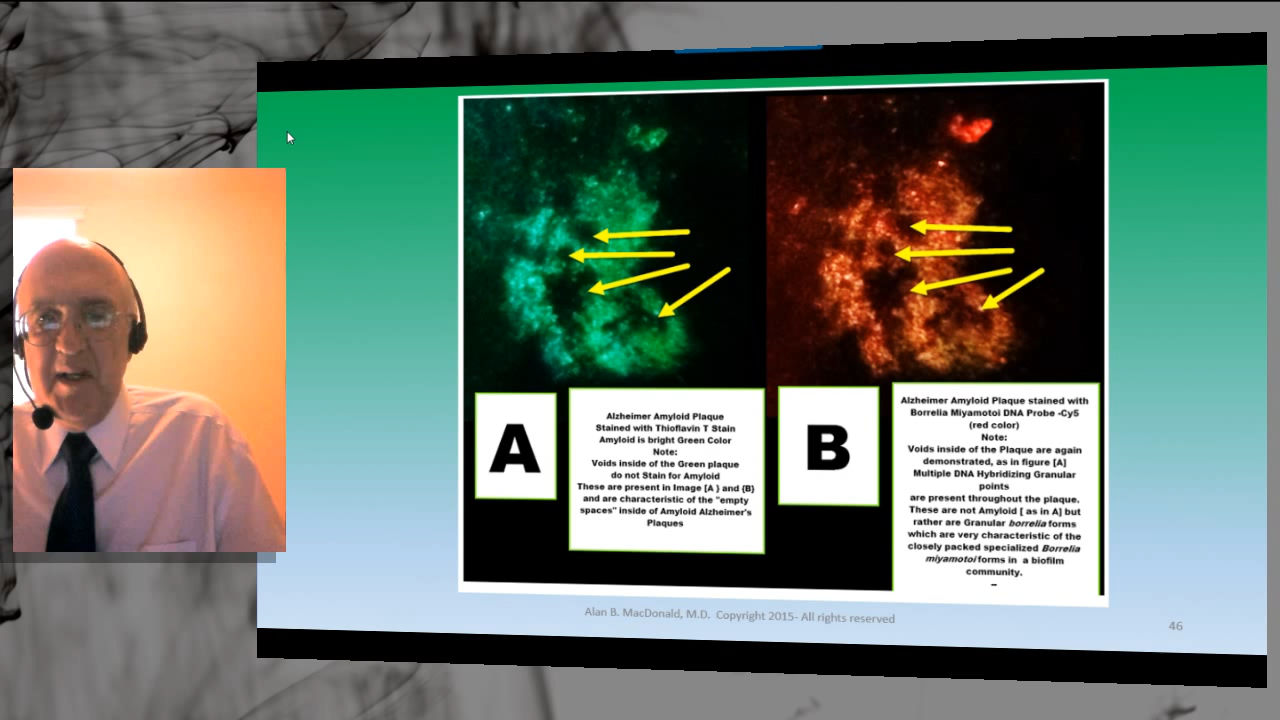 A
Alzheimer Amyloid Plaque
Stained with Thioflavin T Stain
Amyloid is bright Green Color
Note:
Voids inside of the Green plaque
do not Stain for Amyloid
These are present in Image [A } and {B}
and are characteristic of the "empty
spaces" inside of Amyloid Alzheimer's
Plaques
B
Alzheimer Amyloid Plaque stained with
Borrelia Miyamotoi DNA Probe -Cy5
(red color)
Note:
Voids inside of the Plaque are again
demonstrated, as in figure [A]
Multiple DNA Hybridizing Granular
points
are present throughout the plaque.
These are not Amyloid [ as in A] but
rather are Granular borrelia forms
which are very characteristic of the
closely packed specialized Borrelia
miyamotoi forms in a biofilm
community.
--
Alan B. MacDonald, M.D. Copyright 2015- All rights reserved
46